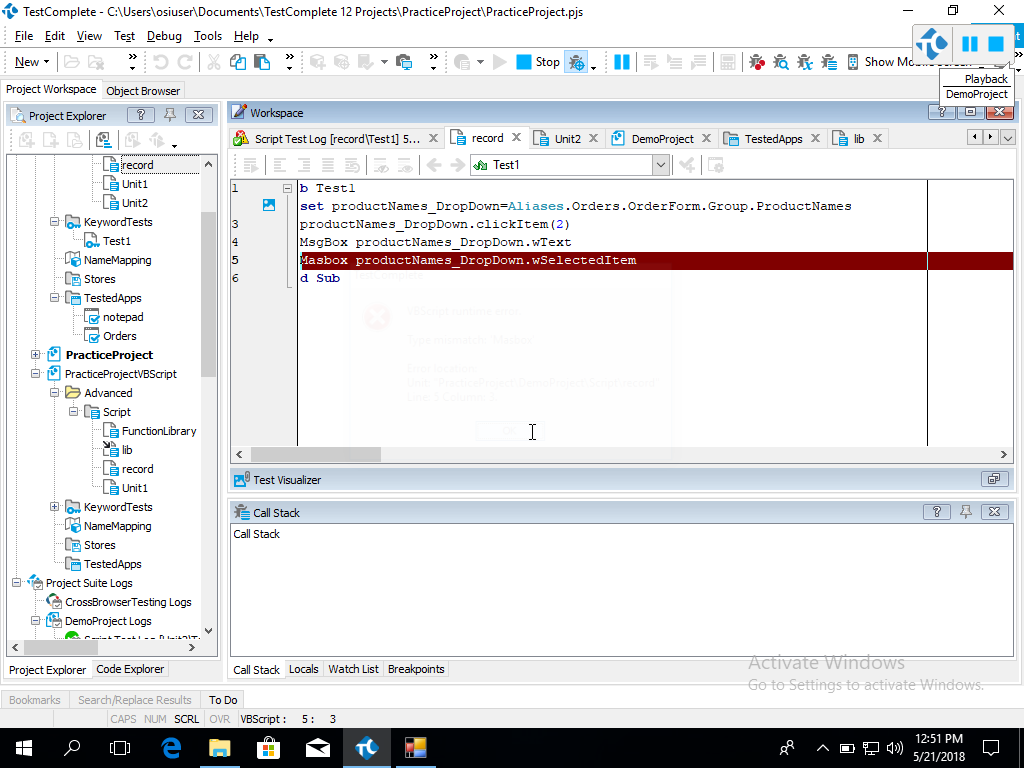 TestComplete - C:\Users\osiuser\Documents\TestComplete 12 Projects\PracticeProject\PracticeProject.pjs
File Edit View Test Debug Tools Help
New Stop Show Mo
Playback
DemoProject
Project Workspace Object Browser
Project Explorer
record
Unit1
Unit2
KeywordTests
Test1
NameMapping
Stores
TestedApps
notepad
Orders
PracticeProject
PracticeProjectVBScript
Advanced
Script
FunctionLibrary
lib
record
Unit1
KeywordTests
NameMapping
Stores
TestedApps
Project Suite Logs
CrossBrowserTesting Logs
DemoProject Logs
Script Test Log [Unit2\T
Project Explorer Code Explorer
Workspace
Script Test Log [record\Test1] 5... record Unit2 DemoProject TestedApps lib
Test1
1 b Test1
set productNames_DropDown=Aliases.Orders.OrderForm.Group.ProductNames
3 productNames_DropDown.clickItem(2)
4 MsgBox productNames_DropDown.wText
5 Masbox productNames_DropDown.wSelectedItem
6 d Sub
Test Visualizer
Call Stack
Call Stack
Call Stack Locals Watch List Breakpoints
Activate Windows
Go to Settings to activate Windows.
Bookmarks Search/Replace Results To Do
CAPS NUM SCRL OVR VBScript : 5 : 3
12:51 PM
5/21/2018